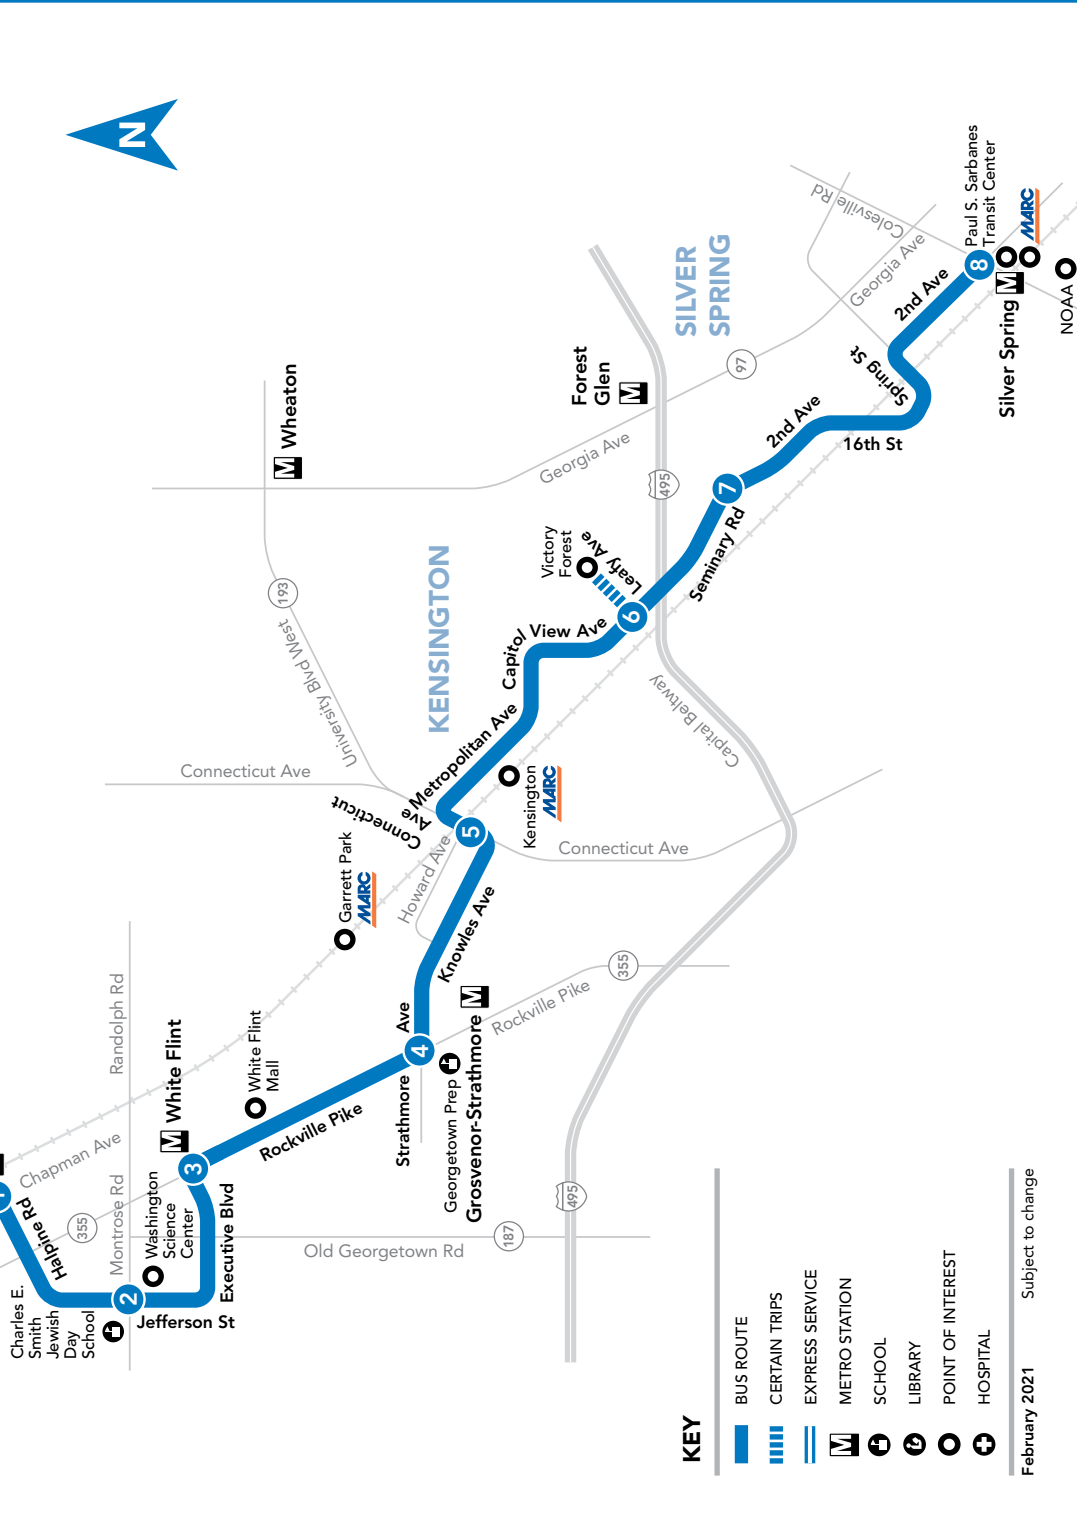 N
Halpine Rd
Chapman Ave
355
Charles E.
Smith
Jewish
Day
School
2
Montrose Rd
Randolph Rd
Jefferson St
Washington
Science
Center
Executive Blvd
3
M White Flint
White Flint
Mall
Rockville Pike
Old Georgetown Rd
187
Garrett Park
MARC
Strathmore Ave
4
Georgetown Prep
Grosvenor-Strathmore M
Rockville Pike
355
Knowles Ave
Howard Ave
5
Connecticut
Ave
Connecticut Ave
Connecticut Ave
Metropolitan Ave
Kensington
MARC
KENSINGTON
University Blvd West
193
M Wheaton
Capitol View Ave
Victory
Forest
Leafy Ave
6
Capital Beltway
495
495
Georgia Ave
Forest
Glen
M
97
SILVER
SPRING
Seminary Rd
7
2nd Ave
16th St
Spring St
2nd Ave
Georgia Ave
Colesville Rd
8
Paul S. Sarbanes
Transit Center
MARC
Silver Spring M
NOAA
KEY
BUS ROUTE
CERTAIN TRIPS
EXPRESS SERVICE
M METRO STATION
SCHOOL
LIBRARY
POINT OF INTEREST
HOSPITAL
February 2021
Subject to change